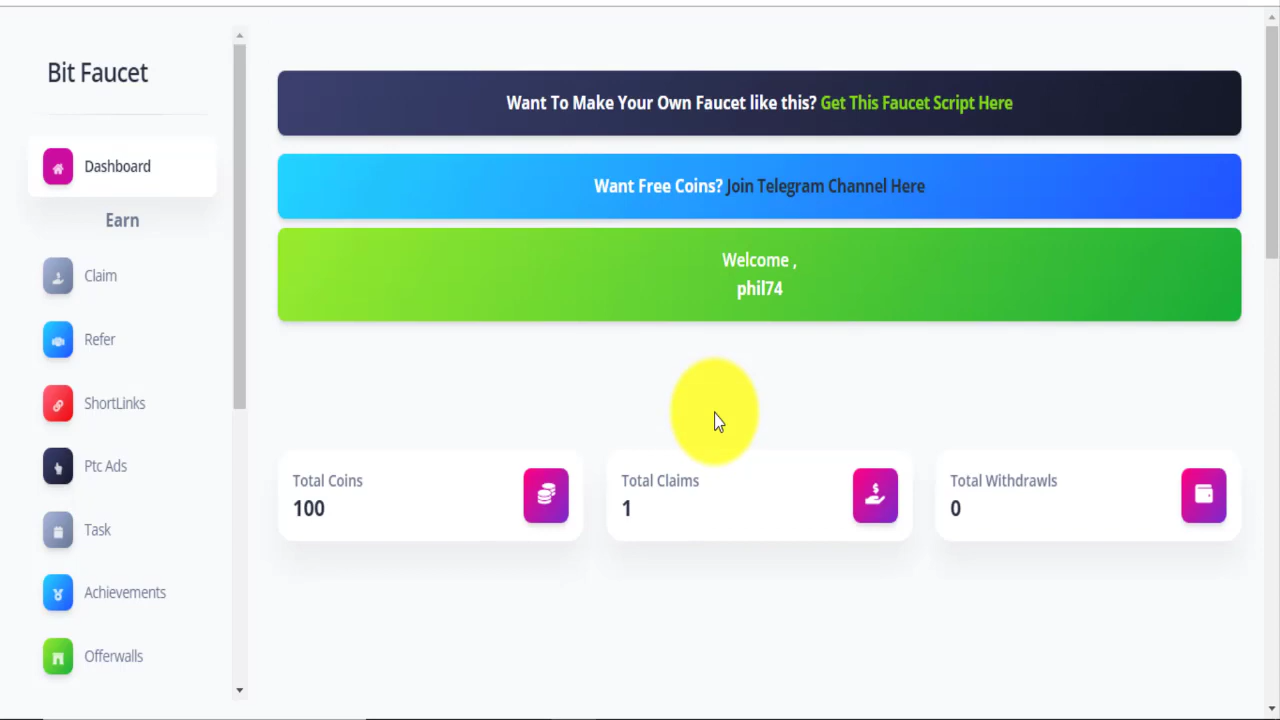 Bit Faucet
Dashboard
Earn
Claim
Refer
ShortLinks
Ptc Ads
Task
Achievements
Offerwalls
Want To Make Your Own Faucet like this? Get This Faucet Script Here
Want Free Coins? Join Telegram Channel Here
Welcome ,
phil74
Total Coins
100
Total Claims
1
Total Withdrawls
0